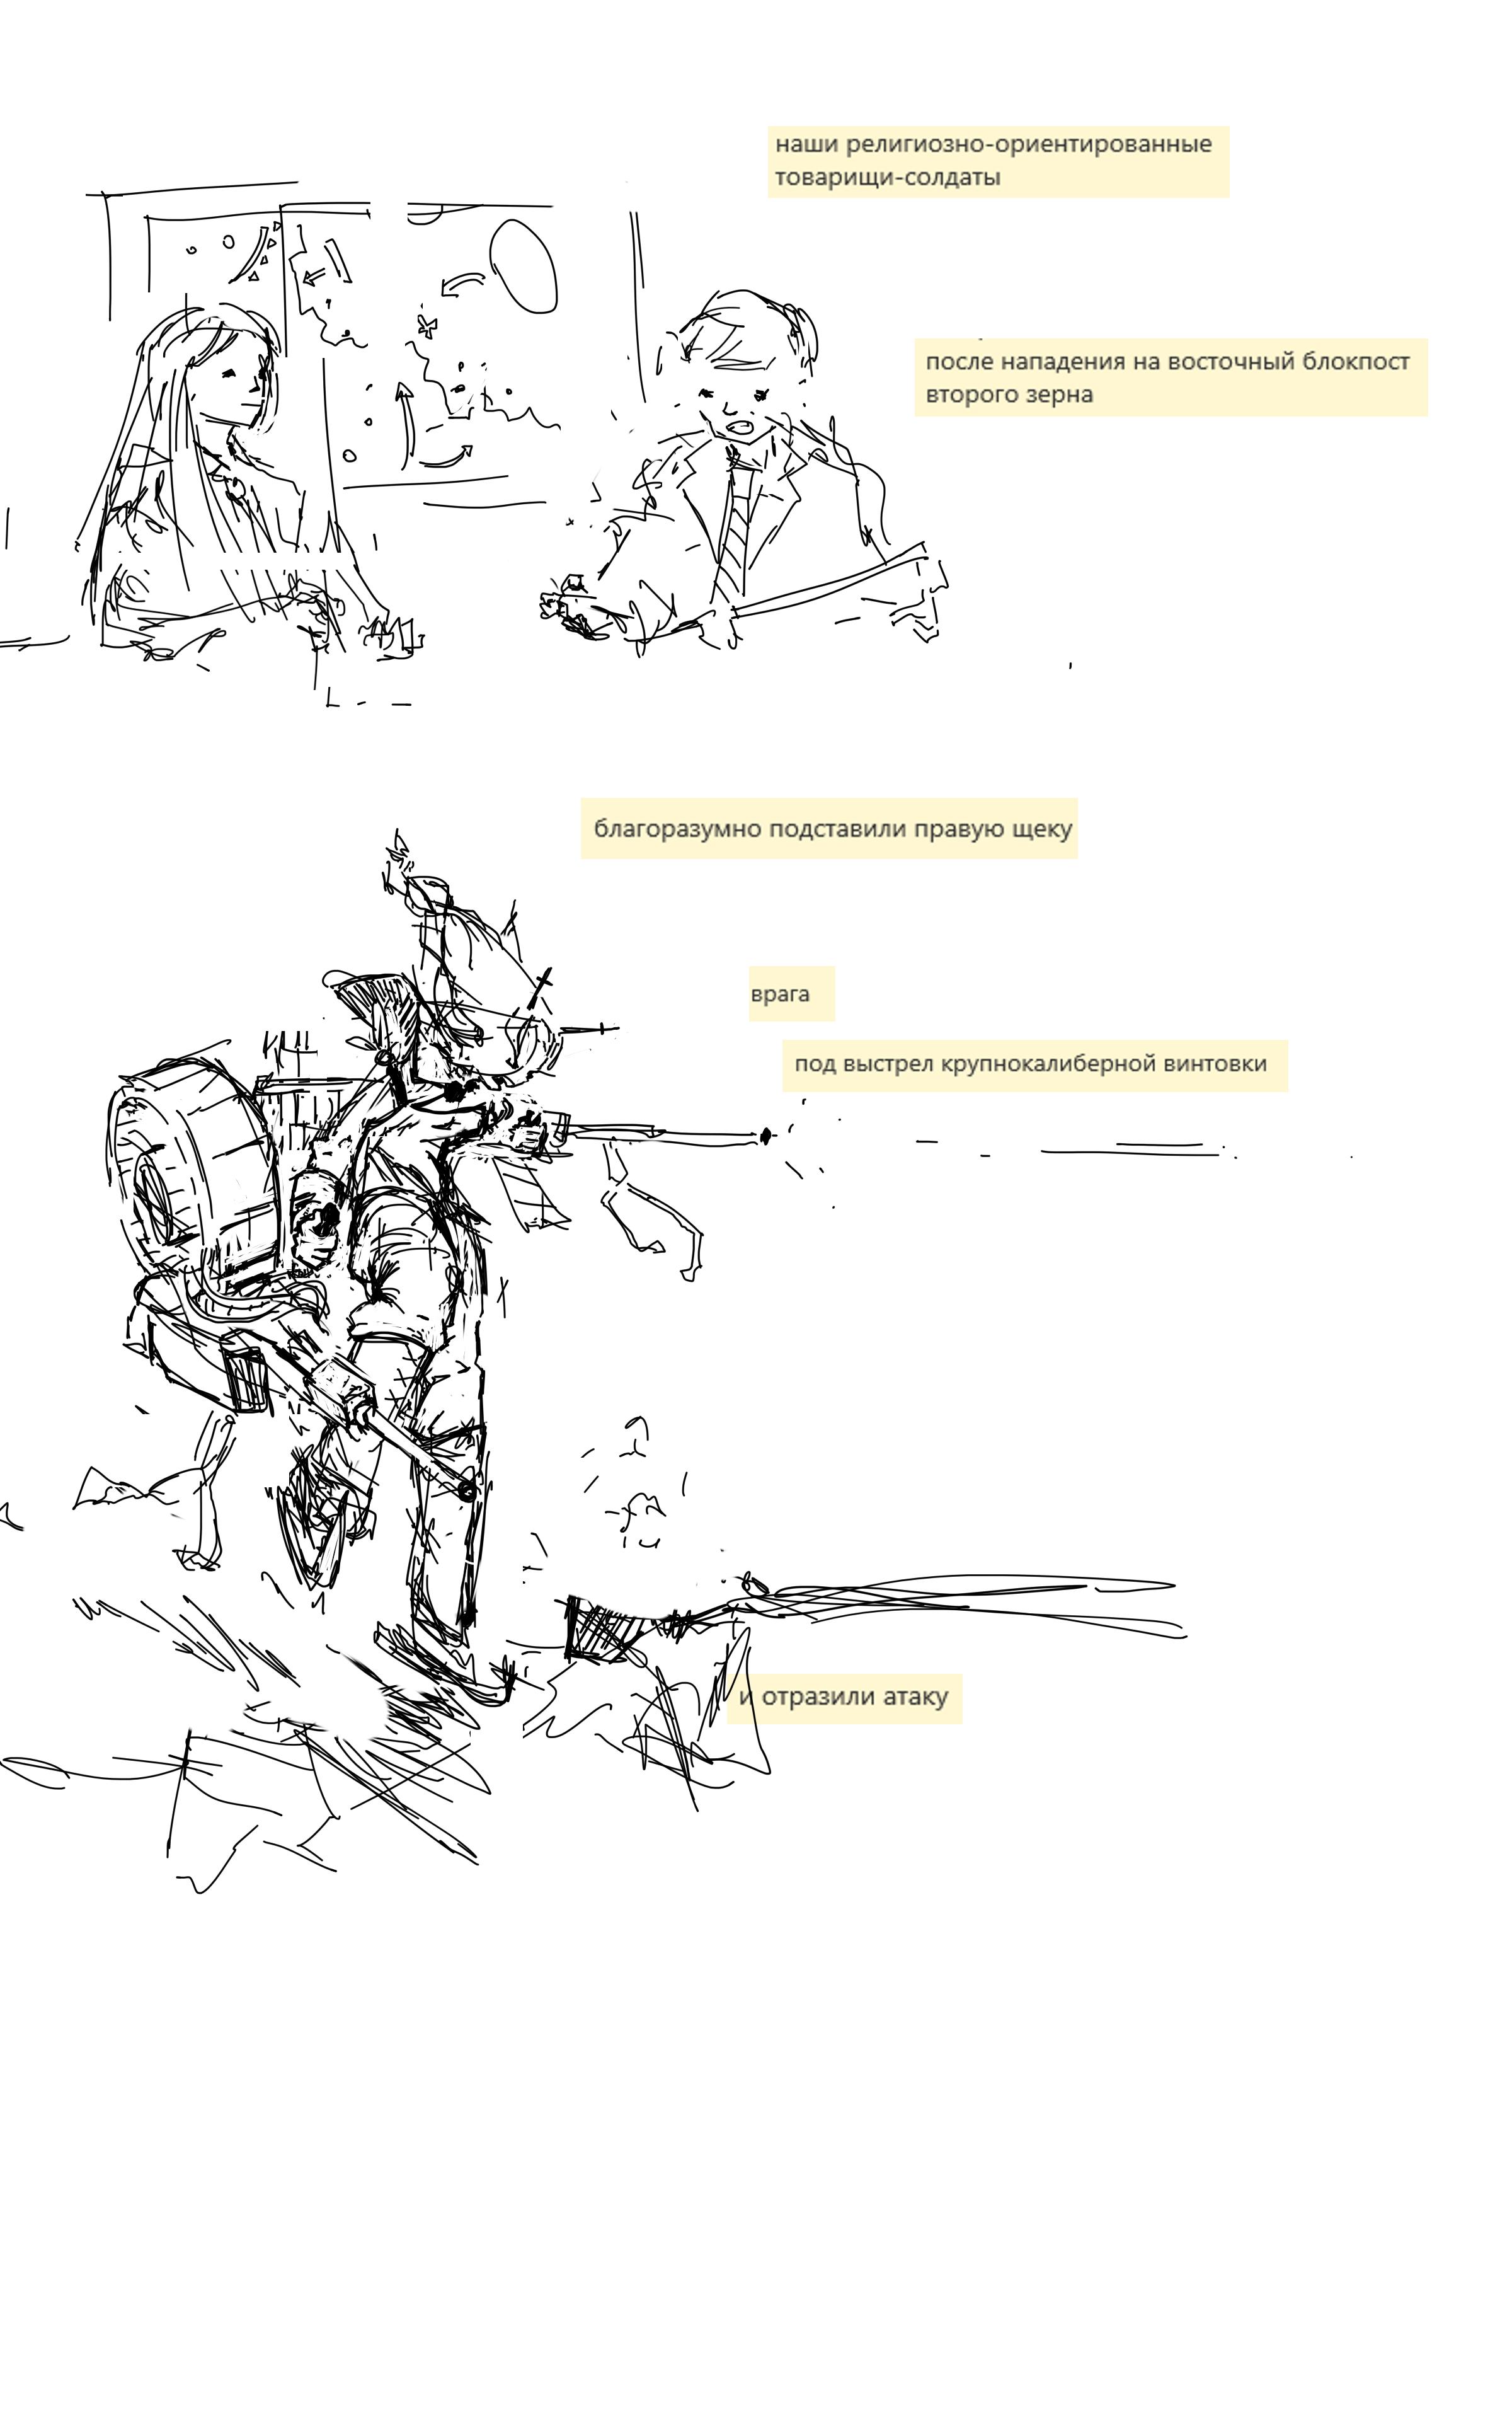 наши религиозно-ориентированные
товарищи-солдаты
после нападения на восточный блокпост
второго зерна
благоразумно подставили правую щеку
врага
под выстрел крупнокалиберной винтовки
и отразили атаку